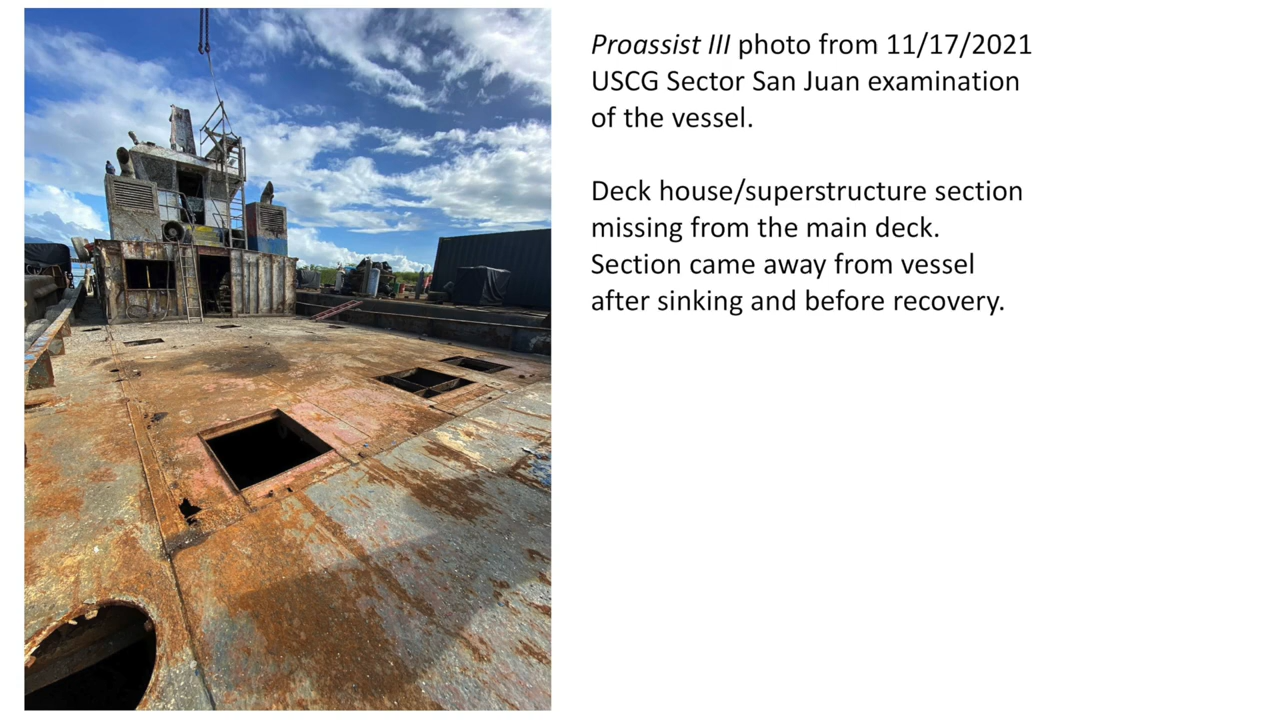 Proassist III photo from 11/17/2021
USCG Sector San Juan examination
of the vessel.
Deck house/superstructure section
missing from the main deck.
Section came away from vessel
after sinking and before recovery.